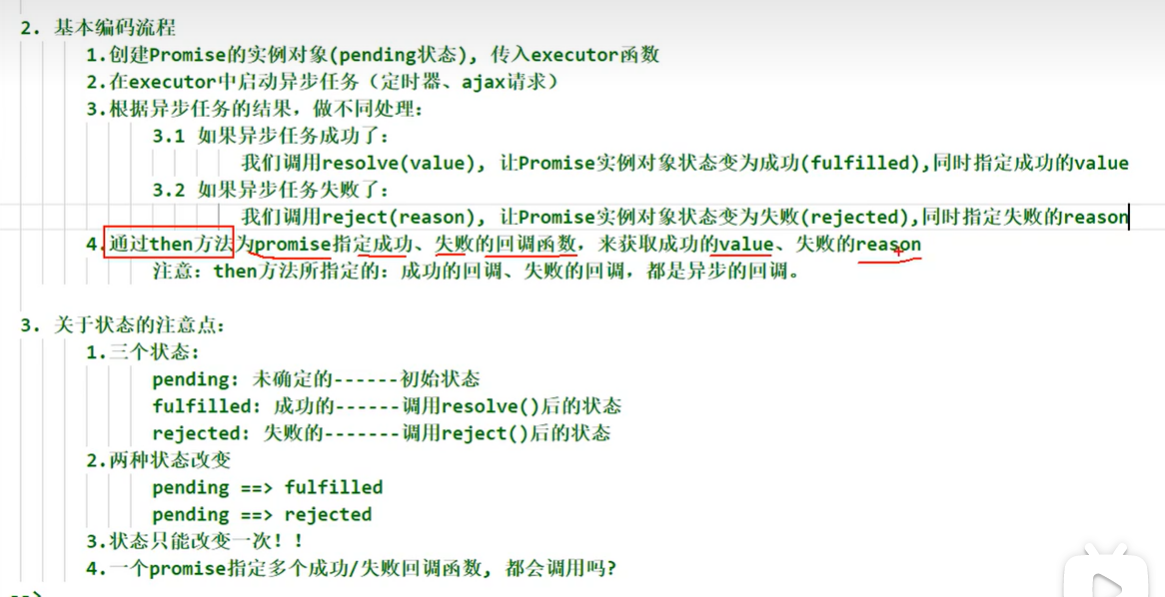 2. 基本编码流程
1.创建Promise的实例对象(pending状态), 传入executor函数
2.在executor中启动异步任务（定时器、ajax请求）
3.根据异步任务的结果，做不同处理：
3.1 如果异步任务成功了：
我们调用resolve(value), 让Promise实例对象状态变为成功(fulfilled),同时指定成功的value
3.2 如果异步任务失败了：
我们调用reject(reason), 让Promise实例对象状态变为失败(rejected),同时指定失败的reason
4.通过then方法为promise指定成功、失败的回调函数，来获取成功的value、失败的reason
注意：then方法所指定的：成功的回调、失败的回调，都是异步的回调。
3. 关于状态的注意点：
1.三个状态：
pending: 未确定的------初始状态
fulfilled: 成功的------调用resolve()后的状态
rejected: 失败的-------调用reject()后的状态
2.两种状态改变
pending ==> fulfilled
pending ==> rejected
3.状态只能改变一次！！
4.一个promise指定多个成功/失败回调函数, 都会调用吗?
-->